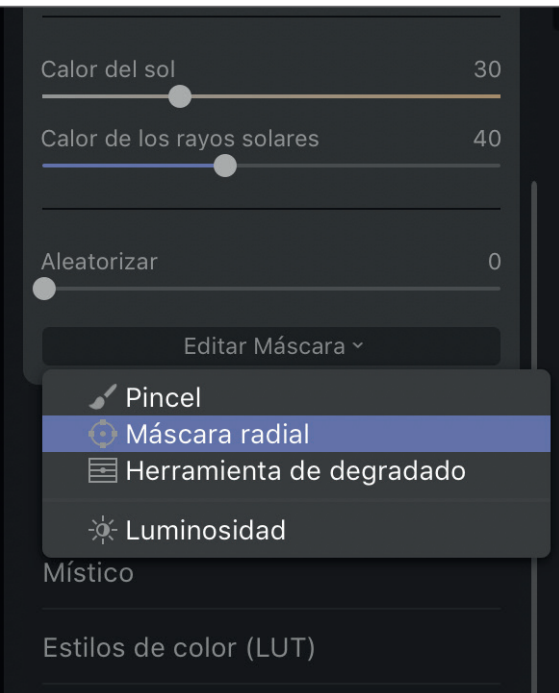 Calor del sol 30
Calor de los rayos solares 40
Aleatorizar 0
Editar Máscara
Pincel
Máscara radial
Herramienta de degradado
Luminosidad
Místico
Estilos de color (LUT)